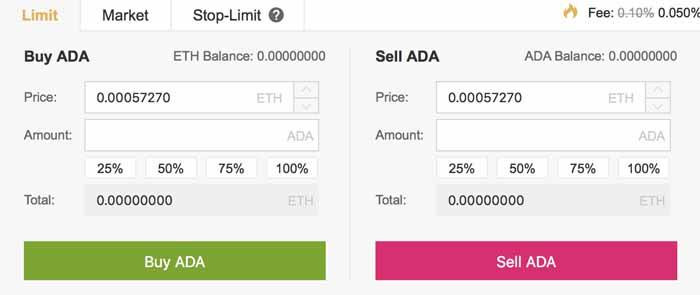 Limit Market Stop-Limit ? Fee: 0.10% 0.050%
Buy ADA ETH Balance: 0.00000000 Sell ADA ADA Balance: 0.00000000
Price: 0.00057270 ETH Price: 0.00057270 ETH
Amount: ADA Amount: ADA
25% 50% 75% 100% 25% 50% 75% 100%
Total: 0.00000000 ETH Total: 0.00000000 ETH
Buy ADA Sell ADA